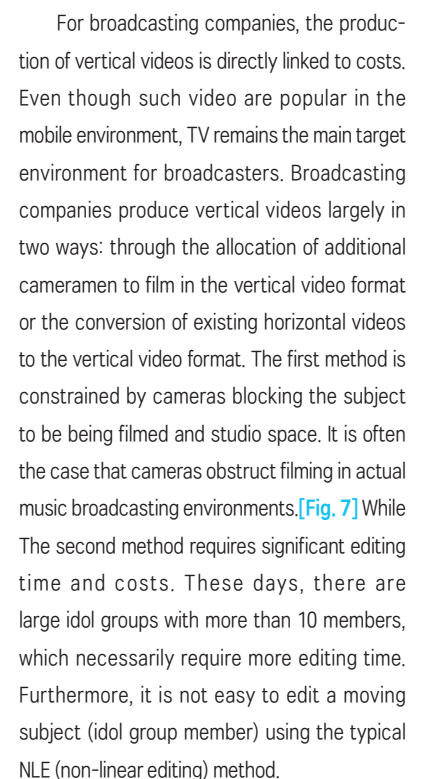 For broadcasting companies, the produc-
tion of vertical videos is directly linked to costs.
Even though such video are popular in the
mobile environment, TV remains the main target
environment for broadcasters. Broadcasting
companies produce vertical videos largely in
two ways: through the allocation of additional
cameramen to film in the vertical video format
or the conversion of existing horizontal videos
to the vertical video format. The first method is
constrained by cameras blocking the subject
to be being filmed and studio space. It is often
the case that cameras obstruct filming in actual
music broadcasting environments.[Fig. 7] While
The second method requires significant editing
time and costs. These days, there are
large idol groups with more than 10 members,
which necessarily require more editing time.
Furthermore, it is not easy to edit a moving
subject (idol group member) using the typical
NLE (non-linear editing) method.